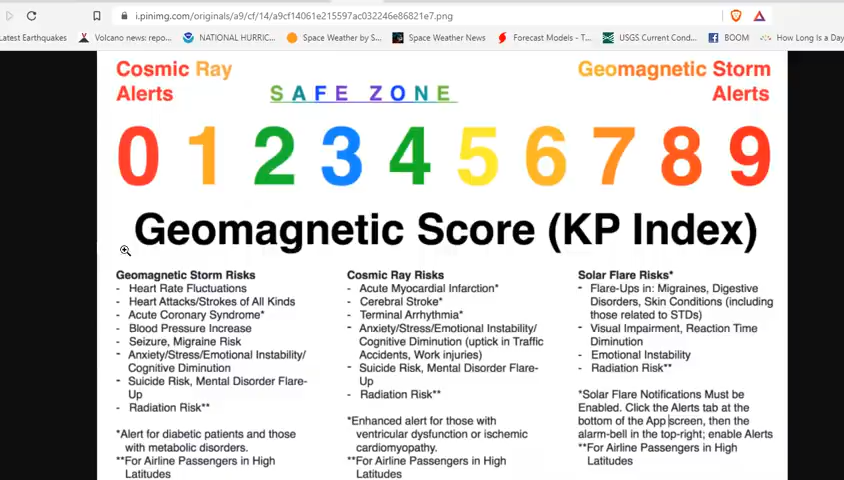 i.pinimg.com/originals/a9/cf/14/a9cf14061e215597ac032246e86821e7.png
Latest Earthquakes Volcano news: repo... NATIONAL HURRIC... Space Weather by S... Space Weather News Forecast Models - T... USGS Current Cond... BOOM How Long Is a Day
Cosmic Ray
Alerts
SAFE ZONE
Geomagnetic Storm
Alerts
0 1 2 3 4 5 6 7 8 9
Geomagnetic Score (KP Index)
Geomagnetic Storm Risks
- Heart Rate Fluctuations
- Heart Attacks/Strokes of All Kinds
- Acute Coronary Syndrome*
- Blood Pressure Increase
- Seizure, Migraine Risk
- Anxiety/Stress/Emotional Instability/
Cognitive Diminution
- Suicide Risk, Mental Disorder Flare-
Up
- Radiation Risk**
*Alert for diabetic patients and those
with metabolic disorders.
**For Airline Passengers in High
Latitudes
Cosmic Ray Risks
- Acute Myocardial Infarction*
- Cerebral Stroke*
- Terminal Arrhythmia*
- Anxiety/Stress/Emotional Instability/
Cognitive Diminution (uptick in Traffic
Accidents, Work injuries)
- Suicide Risk, Mental Disorder Flare-
Up
- Radiation Risk**
*Enhanced alert for those with
ventricular dysfunction or ischemic
cardiomyopathy.
**For Airline Passengers in High
Latitudes
Solar Flare Risks*
- Flare-Ups in: Migraines, Digestive
Disorders, Skin Conditions (including
those related to STDs)
- Visual Impairment, Reaction Time
Diminution
- Emotional Instability
- Radiation Risk**
*Solar Flare Notifications Must be
Enabled. Click the Alerts tab at the
bottom of the App screen, then the
alarm-bell in the top-right; enable Alerts
**For Airline Passengers in High
Latitudes